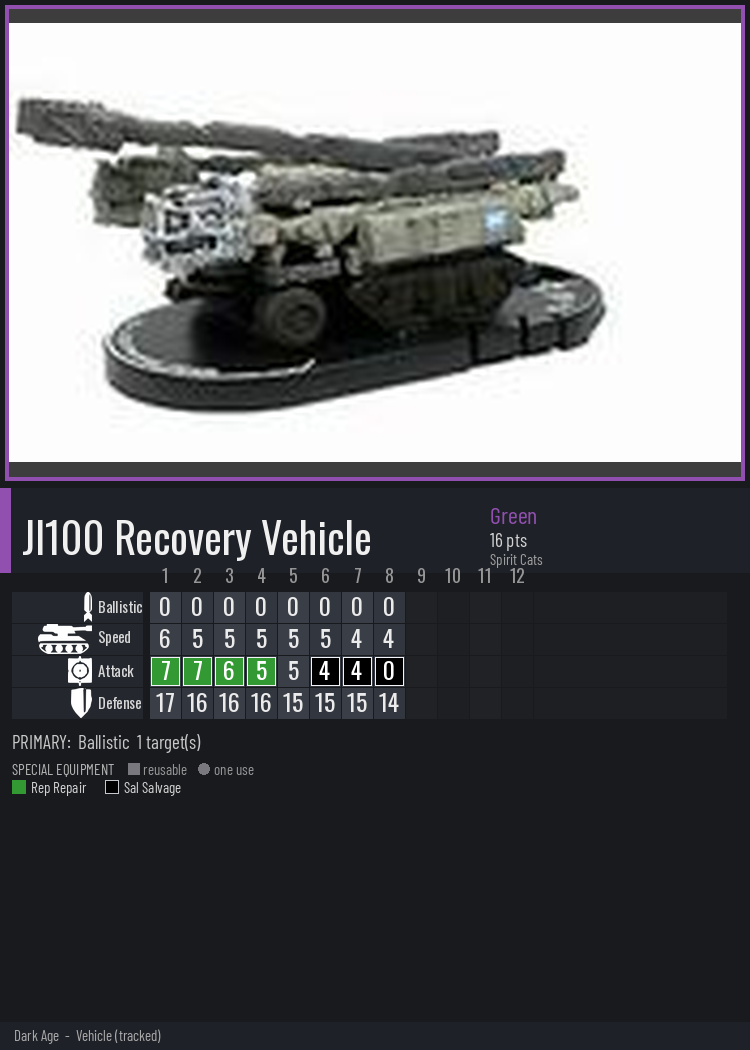 JI100 Recovery Vehicle
Green
16 pts
Spirit Cats
1 2 3 4 5 6 7 8 9 10 11 12
Ballistic 0 0 0 0 0 0 0 0
Speed 6 5 5 5 5 5 4 4
Attack 7 7 6 5 5 4 4 0
Defense 17 16 16 16 15 15 15 14
PRIMARY: Ballistic 1 target(s)
SPECIAL EQUIPMENT reusable one use
Rep Repair Sal Salvage
Dark Age - Vehicle (tracked)